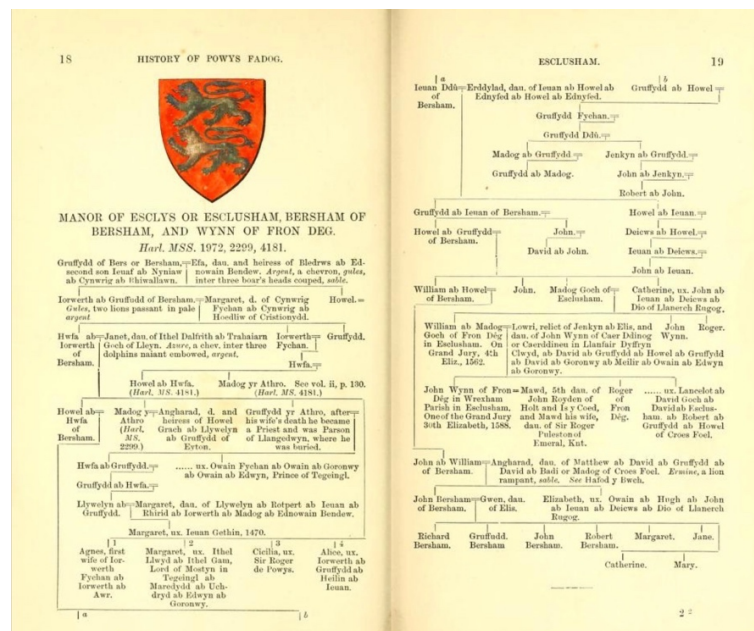 18
HISTORY OF POWYS FADOG.
MANOR OF ESCLYS OR ESCLUSHAM, BERSHAM OF
BERSHAM, AND WYNN OF FRON DEG.
Harl. MSS. 1972, 2299, 4181.
Gruffydd of Bers or Bersham, Efa, dau. and heiress of Bledrws ab Ed-
second son Ieuaf ab Nyniaw nowain Bendew. Argent, a chevron, gules,
ab Cynwrig ab Rhiwallawn. inter three boar's heads couped, sable.
Iorwerth ab Gruffudd of Bersham. Margaret, d. of Cynwrig Howel.
Gules, two lions passant in pale Fychan ab Cynwrig ab
argent Hoedliw of Cristionydd.
Hwfa ab Janet, dau. of Ithel Dalfrith ab Trahaiarn Iorwerth Gruffydd.
Iorwerth Goch of Lleyn. Azure, a chev. inter three Fychan.
of dolphins naiant embowed, argent.
Bersham. Hwfa.
Howel ab Hwfa. Madog yr Athro. See vol. ii, p. 130.
(Harl. MS. 4181.) (Harl. MS. 4181.)
Howel ab Madog y Angharad, d. and Gruffydd yr Athro, after
Hwfa Athro heiress of Howel his wife's death he became
of (Harl. Grach ab Llywelyn a Priest and was Parson
Bersham. MS. ab Gruffydd of of Llangedwyn, where he
2299.) Eyton. was buried.
Hwfa ab Gruffydd. ...... ux. Owain Fychan ab Owain ab Goronwy
ab Owain ab Edwyn, Prince of Tegeingl.
Gruffydd ab Hwfa.
Llywelyn ab Margaret, dau. of Llywelyn ab Rotpert ab Ieuan ab
Gruffydd. Rhirid ab Iorwerth ab Madog ab Ednowain Bendew.
Margaret, ux. Ieuan Gethin, 1470.
1 2 3 4
Agnes, first Margaret, ux. Ithel Cicilia, ux. Alice, ux.
wife of Ior- Llwyd ab Ithel Gam, Sir Roger Iorwerth ab
werth Lord of Mostyn in de Powys. Gruffydd ab
Fychan ab Tegeingl ab Heilin ab
Iorwerth ab Maredydd ab Uch- Ieuan.
Awr. dryd ab Edwyn ab
Goronwy.
a b
ESCLUSHAM.
19
a b
Ieuan Ddû Erddylad, dau. of Ieuan ab Howel ab Gruffydd ab Howel
of Ednyfed ab Howel ab Ednyfed.
Bersham.
Gruffydd Fychan.
Gruffydd Ddû.
Madog ab Gruffydd Jenkyn ab Gruffydd.
Gruffydd ab Madog. John ab Jenkyn.
Robert ab John.
Gruffydd ab Ieuan of Bersham. Howel ab Ieuan.
Howel ab Gruffydd John. Deicws ab Howel.
of Bersham.
David ab John. Ieuan ab Deicws.
John ab Ieuan.
William ab Howel John. Madog Goch of Catherine, ux. John ab
of Bersham. Esclusham. Ieuan ab Deicws ab
Dio of Llanerch Rugog,
William ab Madog Lowri, relict of Jenkyn ab Elis, and John Roger.
Goch of Fron Dég dau. of John Wynn of Caer Ddinog Wynn.
in Esclusham. On or Caerddineu in Llanfair Dyffryn
Grand Jury, 4th Clwyd, ab David ab Gruffydd ab Howel ab Gruffydd
Eliz., 1562. ab David ab Goronwy ab Meilir ab Owain ab Edwyn
ab Goronwy.
John Wynn of Fron Mawd, 5th dau. of Roger ...... ux. Lancelot ab
Dég in Wrexham John Royden of of David Goch ab
Parish in Esclusham, Holt and Is y Coed, Fron David ab Esclus-
One of the Grand Jury and Mawd his wife, Dêg. ham. ab Robert ab
30th Elizabeth, 1588. dau. of Sir Roger Gruffydd ab Howel
Puleston of of Croes Foel.
Emeral, Knt.
John ab William Angharad, dau. of Matthew ab David ab Gruffydd ab
of Bersham. David ab Badi or Madog of Croes Foel. Ermine, a lion
rampant, sable. See Hafod y Bwch.
John Bersham Gwen, dau. Elizabeth, ux. Owain ab Hugh ab John
of Bersham. of Elis. ab Ieuan ab Deicws ab Dio of Llanerch
Rugog.
Richard Gruffudd. John Robert Margaret. Jane.
Bersham. Bersham Bersham. Bersham.
Catherine. Mary.
2 2